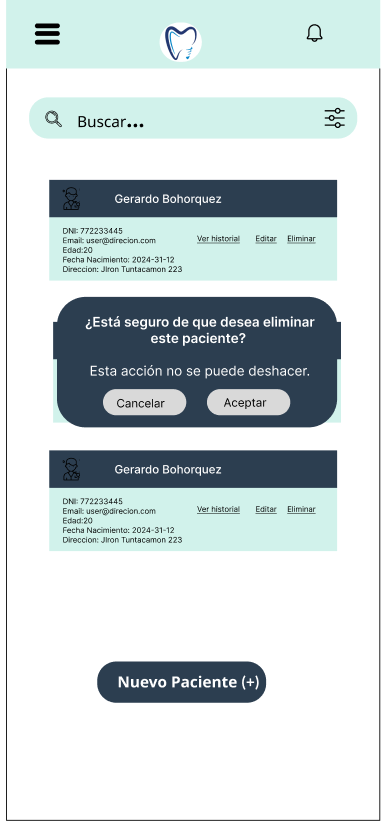 Buscar...
Gerardo Bohorquez
DNI: 772233445
Email: user@direcion.com
Edad:20
Fecha Nacimiento: 2024-31-12
Direccion: JIron Tuntacamon 223
Ver historial Editar Eliminar
¿Está seguro de que desea eliminar
este paciente?
Esta acción no se puede deshacer.
Cancelar Aceptar
Gerardo Bohorquez
DNI: 772233445
Email: user@direcion.com
Edad:20
Fecha Nacimiento: 2024-31-12
Direccion: JIron Tuntacamon 223
Ver historial Editar Eliminar
Nuevo Paciente (+)